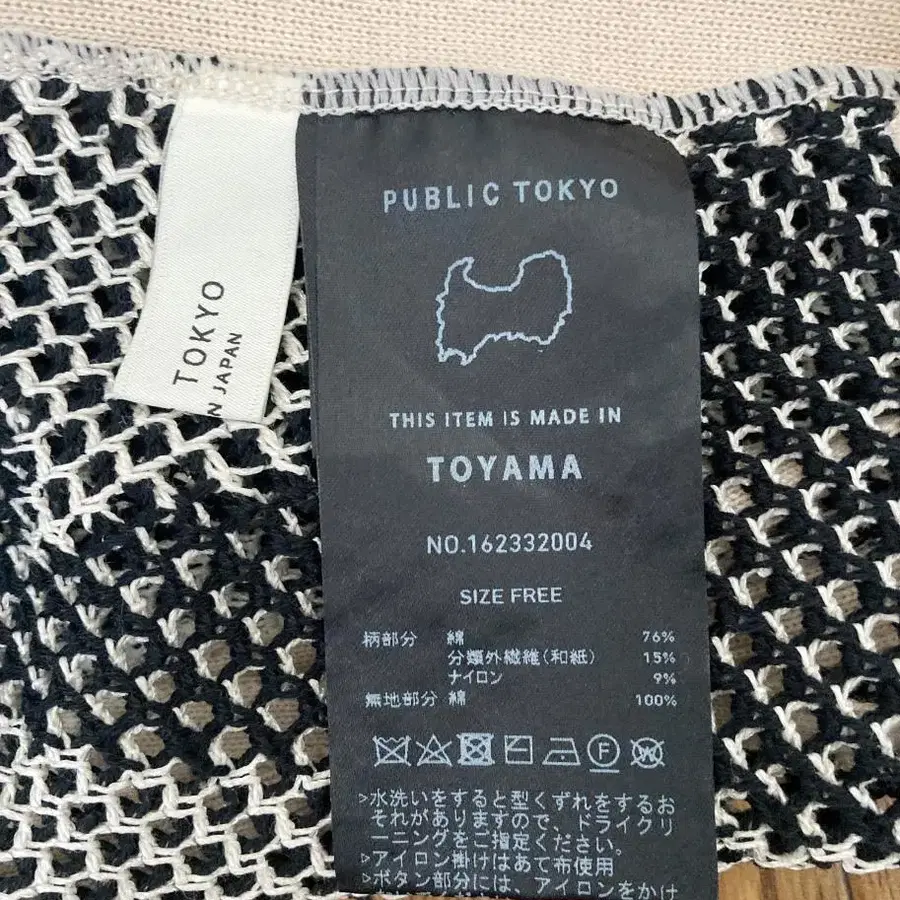 TOKYO
N JAPAN
PUBLIC TOKYO
THIS ITEM IS MADE IN
TOYAMA
NO.162332004
SIZE FREE
柄部分 綿 76%
分類外繊維(和紙) 15%
ナイロン 9%
無地部分 綿 100%
F
W
>水洗いをすると型くずれをするお
それがありますので、ドライクリ
ーニングをご指定ください。
>アイロン掛けはあて布使用
>ボタン部分には、アイロンをかけ